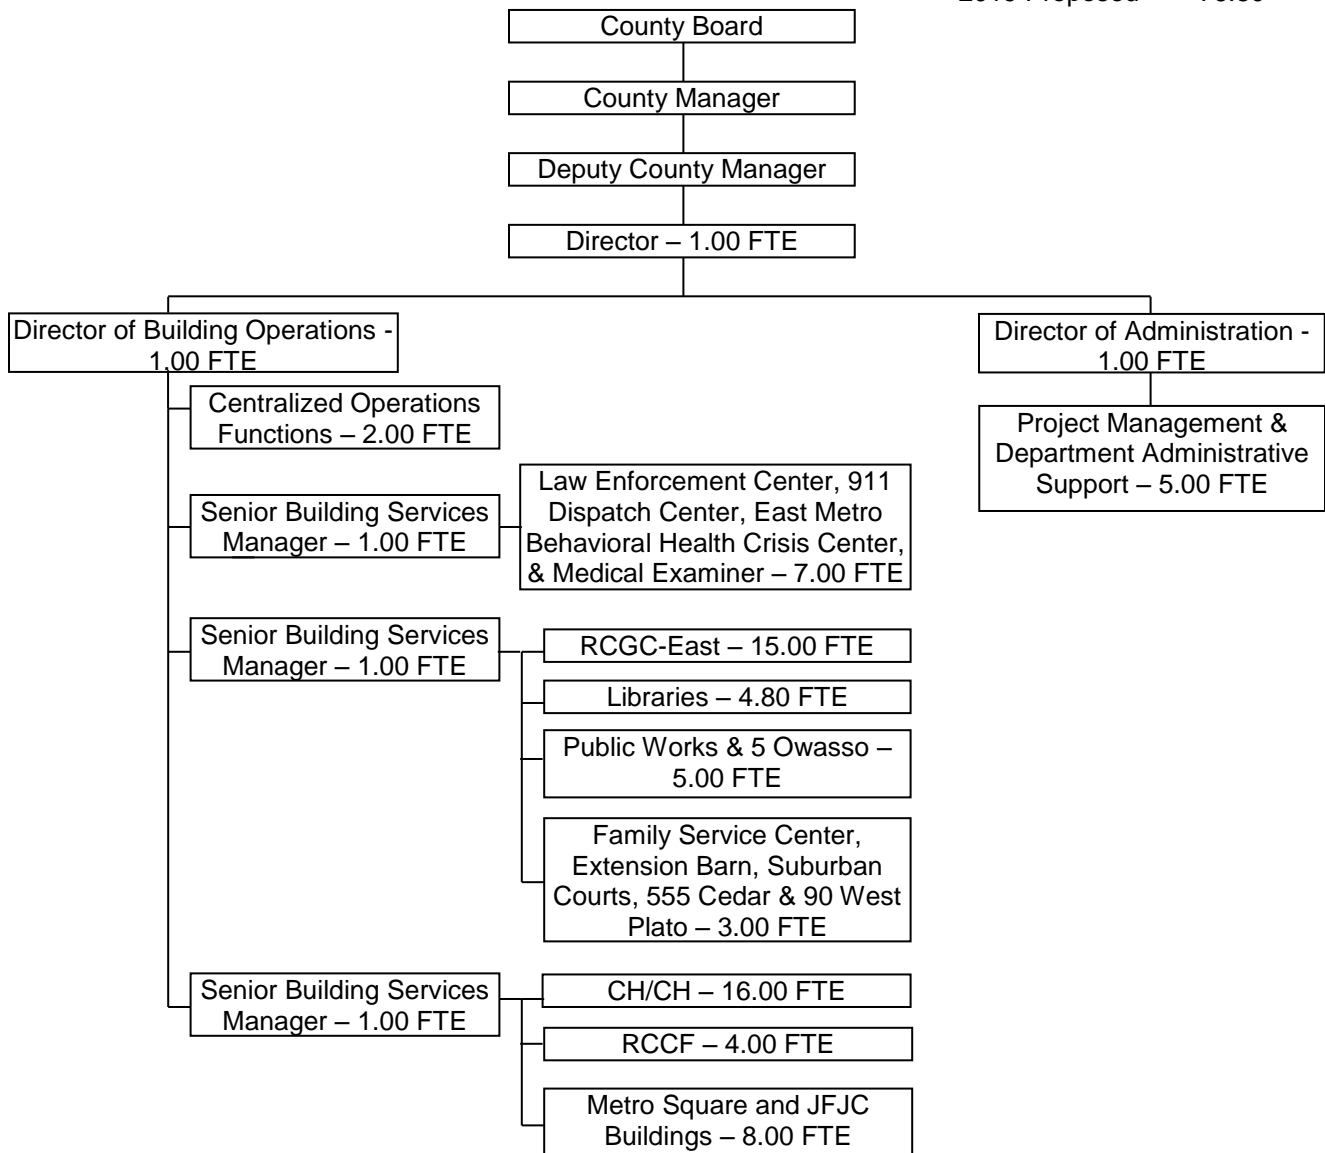 County Board
County Manager
Deputy County Manager
Director – 1.00 FTE
Director of Building Operations -
1.00 FTE
Director of Administration -
1.00 FTE
Centralized Operations
Functions – 2.00 FTE
Project Management &
Department Administrative
Support – 5.00 FTE
Senior Building Services
Manager – 1.00 FTE
Law Enforcement Center, 911
Dispatch Center, East Metro
Behavioral Health Crisis Center,
& Medical Examiner – 7.00 FTE
Senior Building Services
Manager – 1.00 FTE
RCGC-East – 15.00 FTE
Libraries – 4.80 FTE
Public Works & 5 Owasso –
5.00 FTE
Family Service Center,
Extension Barn, Suburban
Courts, 555 Cedar & 90 West
Plato – 3.00 FTE
Senior Building Services
Manager – 1.00 FTE
CH/CH – 16.00 FTE
RCCF – 4.00 FTE
Metro Square and JFJC
Buildings – 8.00 FTE